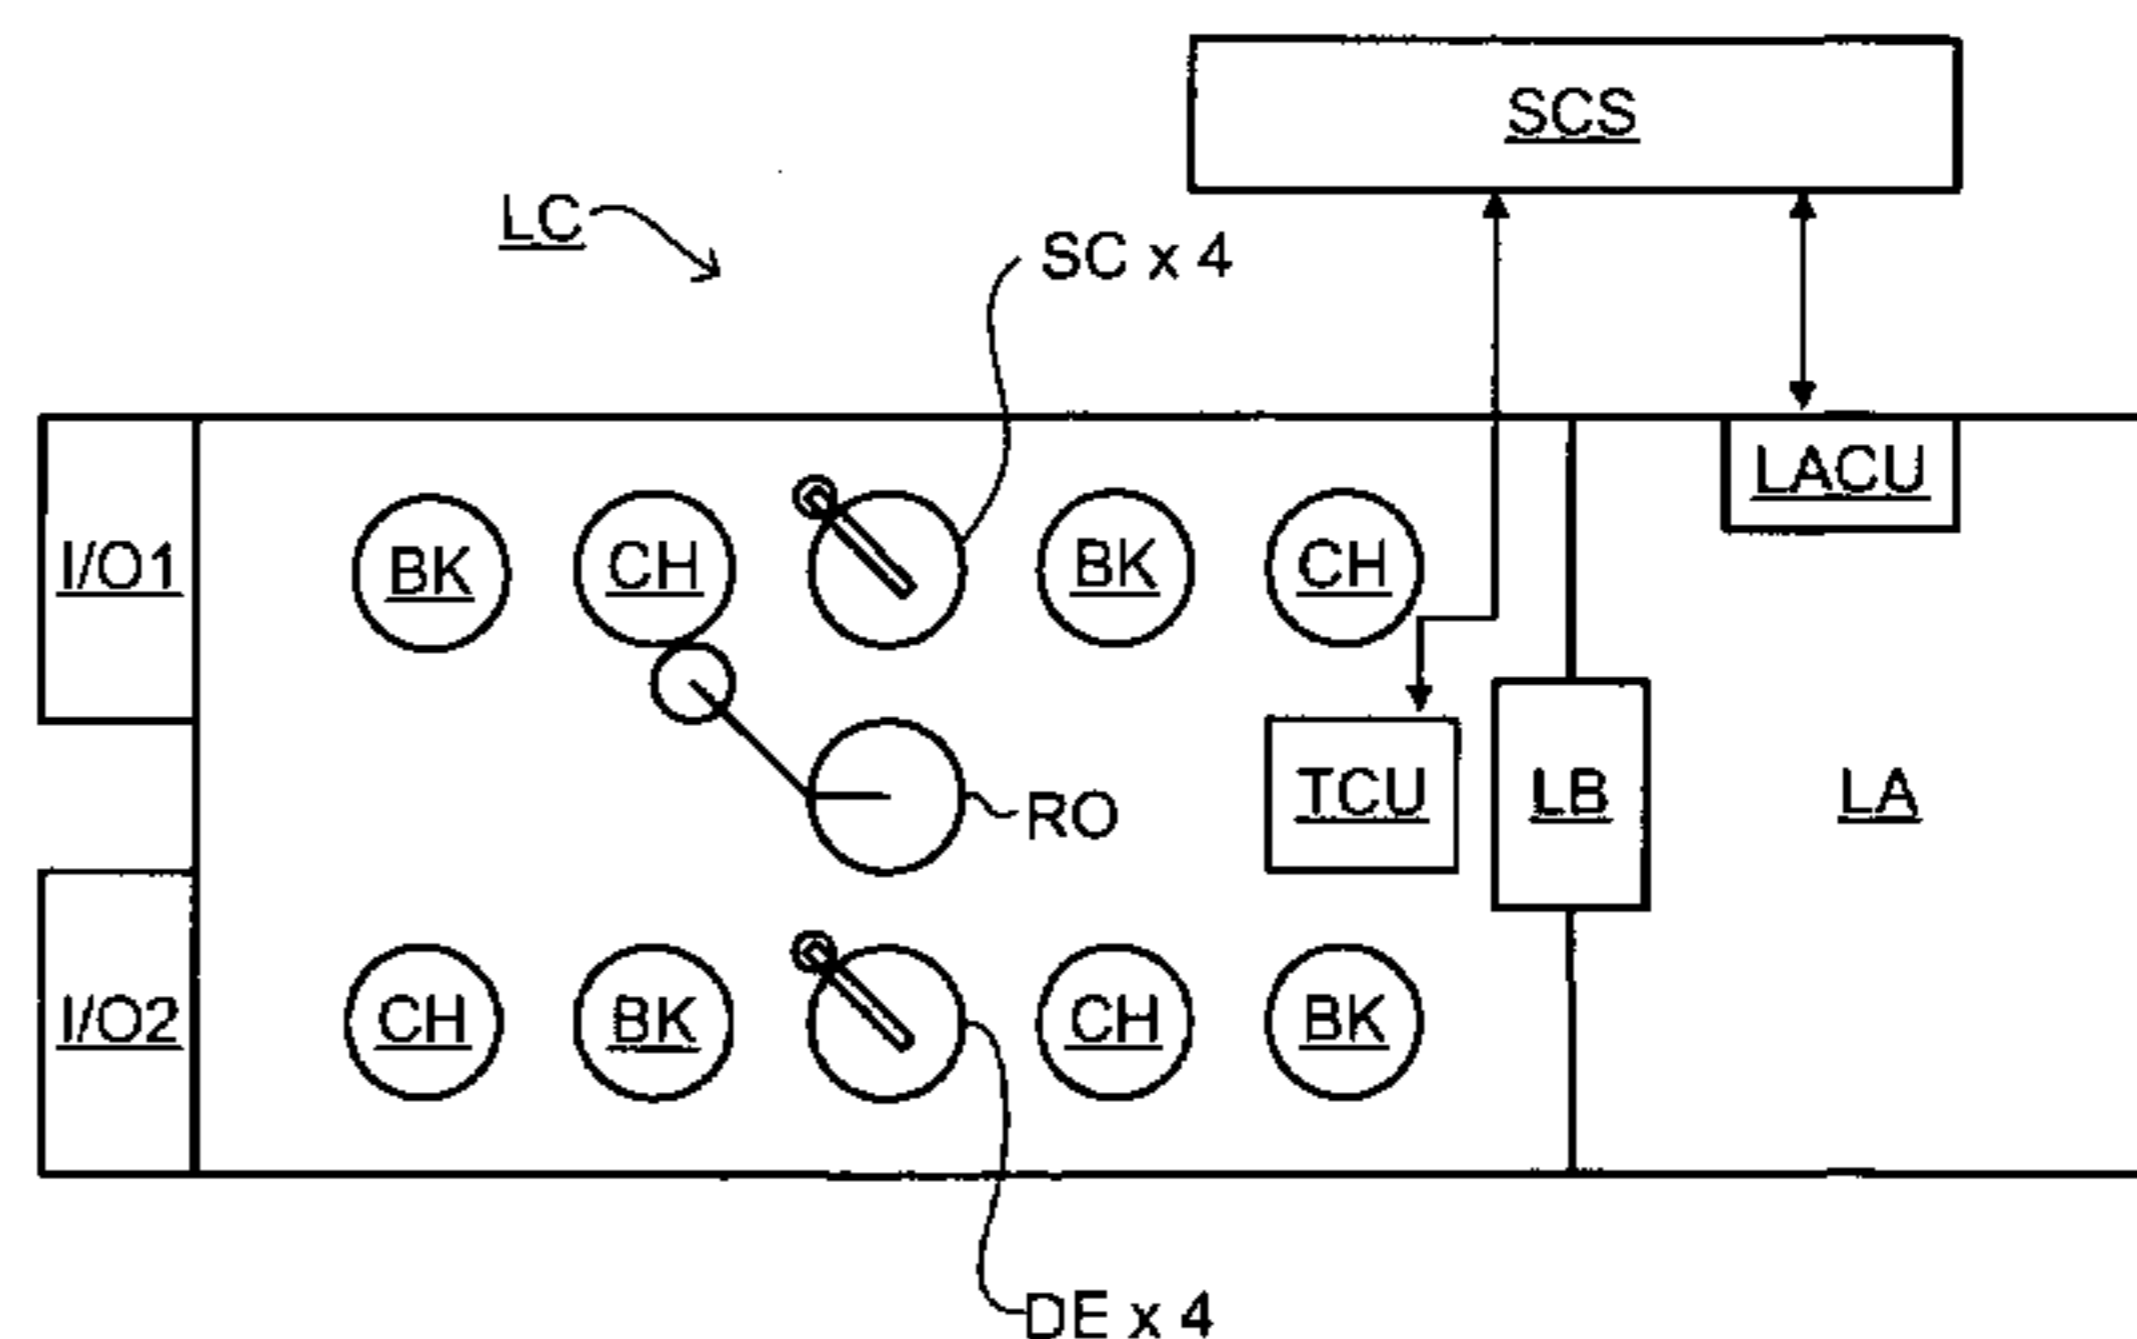 SCS
LC
SC x 4
LACU
I/O1
BK
CH
BK
CH
RO
TCU
LB
LA
I/O2
CH
BK
CH
BK
DE x 4